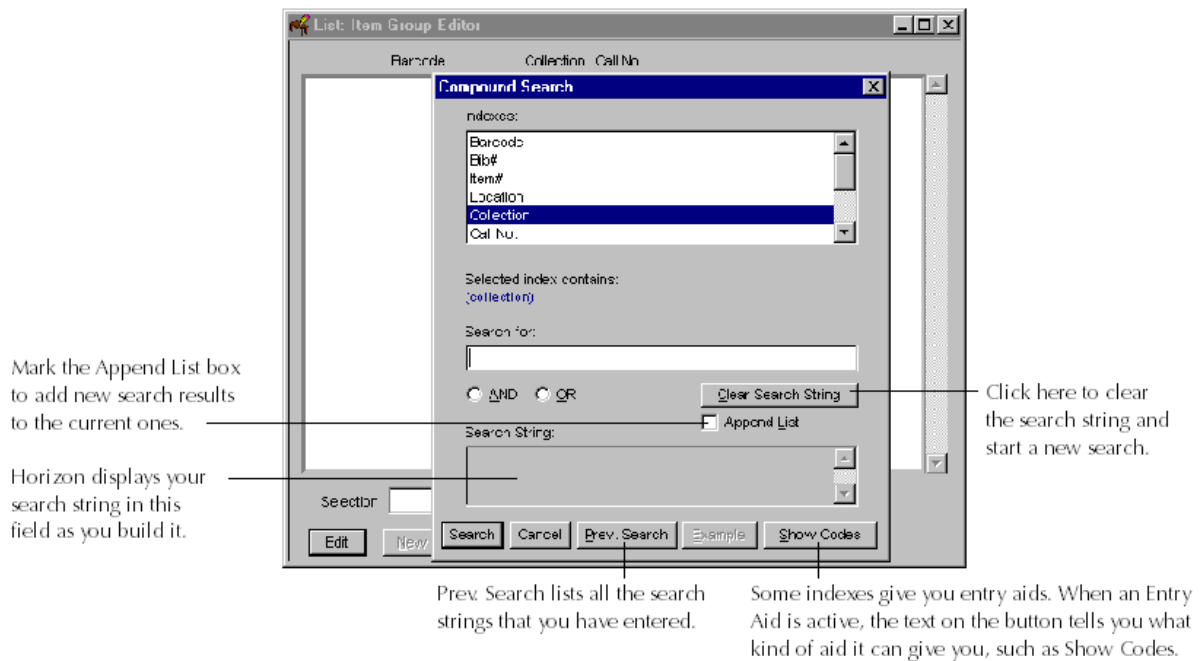 List: Item Group Editor
Barcode Collection Call No
Compound Search
Indexes:
Barcode
Bib#
Item#
Location
Collection
Call No.
Selected index contains:
(collection)
Search for:
AND OR
Clear Search String
Append List
Search String:
Selection
Edit
New
Search
Cancel
Prev. Search
Example
Show Codes
Mark the Append List box
to add new search results
to the current ones.
Horizon displays your
search string in this
field as you build it.
Click here to clear
the search string and
start a new search.
Prev. Search lists all the search
strings that you have entered.
Some indexes give you entry aids. When an Entry
Aid is active, the text on the button tells you what
kind of aid it can give you, such as Show Codes.